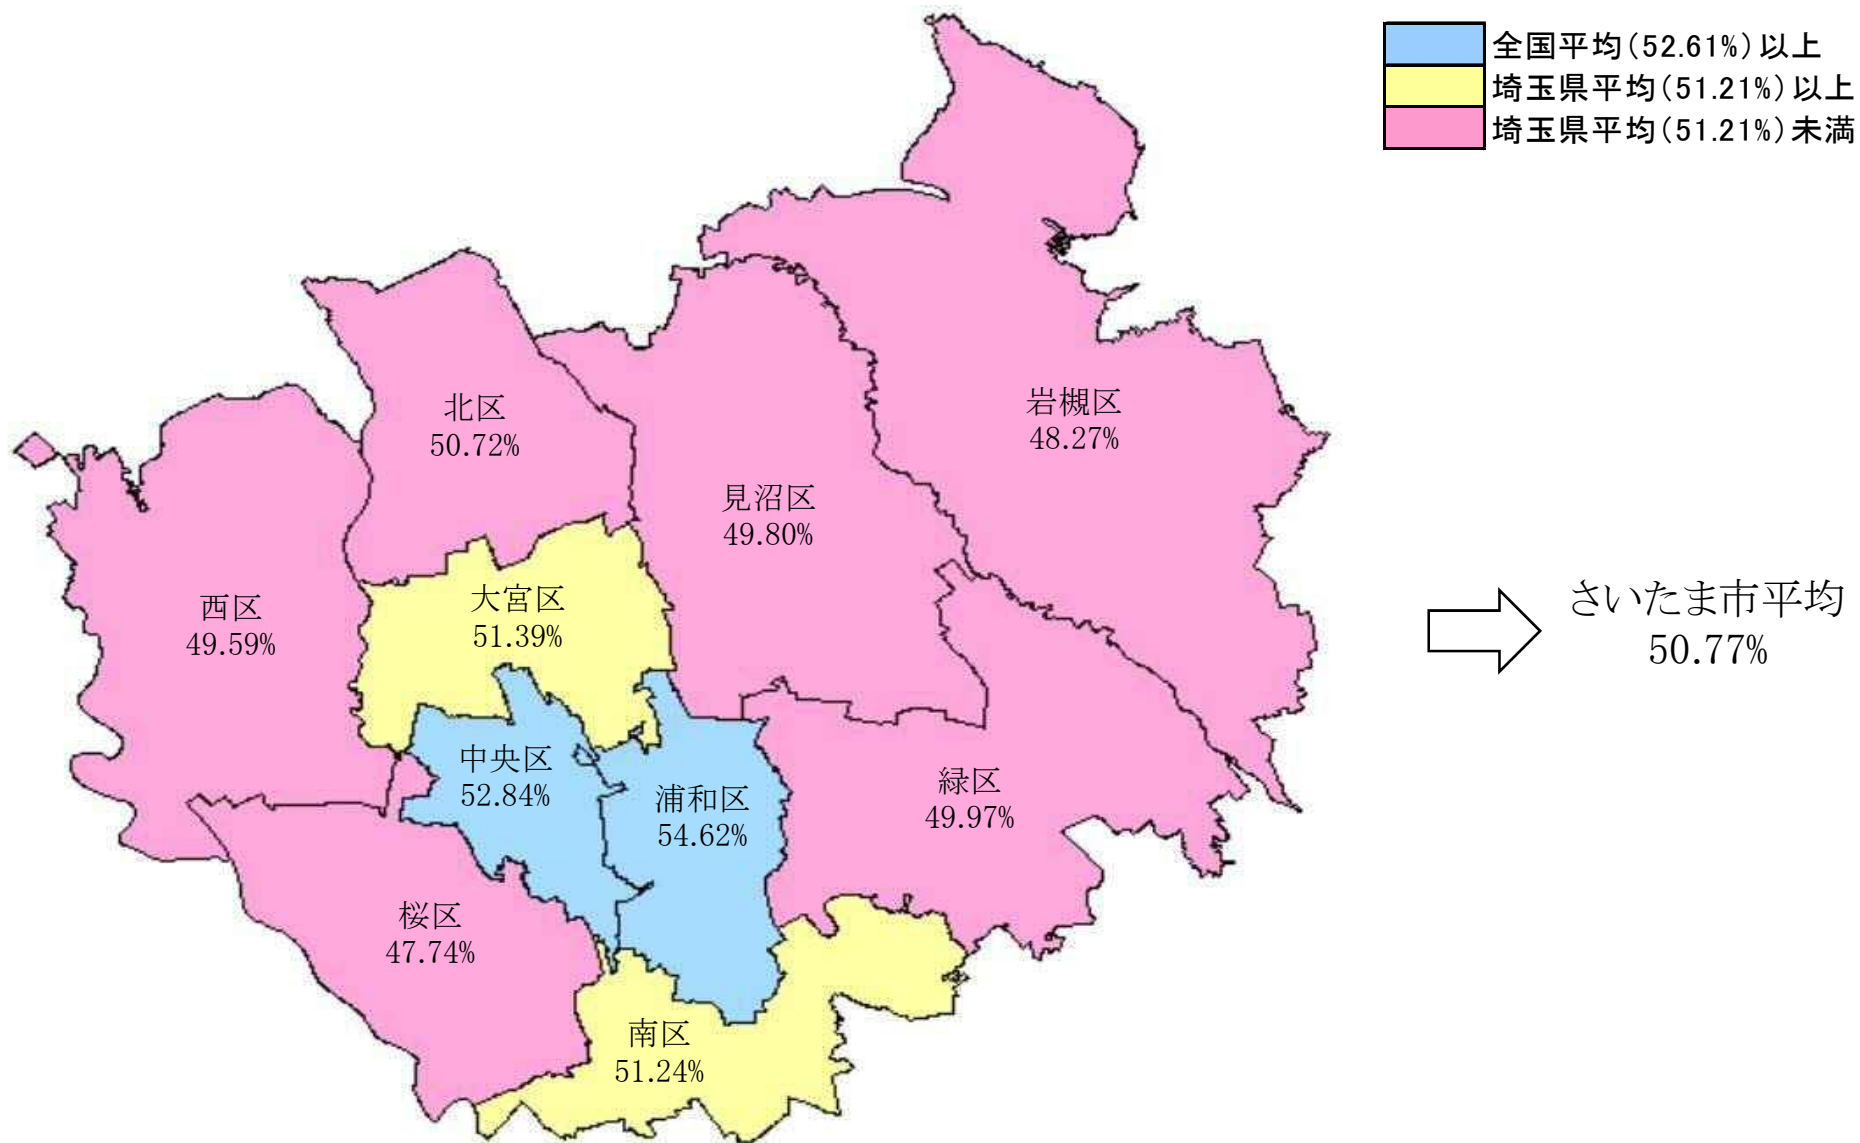 全国平均(52.61%)以上
埼玉県平均(51.21%)以上
埼玉県平均(51.21%)未満
北区
50.72%
岩槻区
48.27%
見沼区
49.80%
西区
49.59%
大宮区
51.39%
さいたま市平均
50.77%
中央区
52.84%
浦和区
54.62%
緑区
49.97%
桜区
47.74%
南区
51.24%